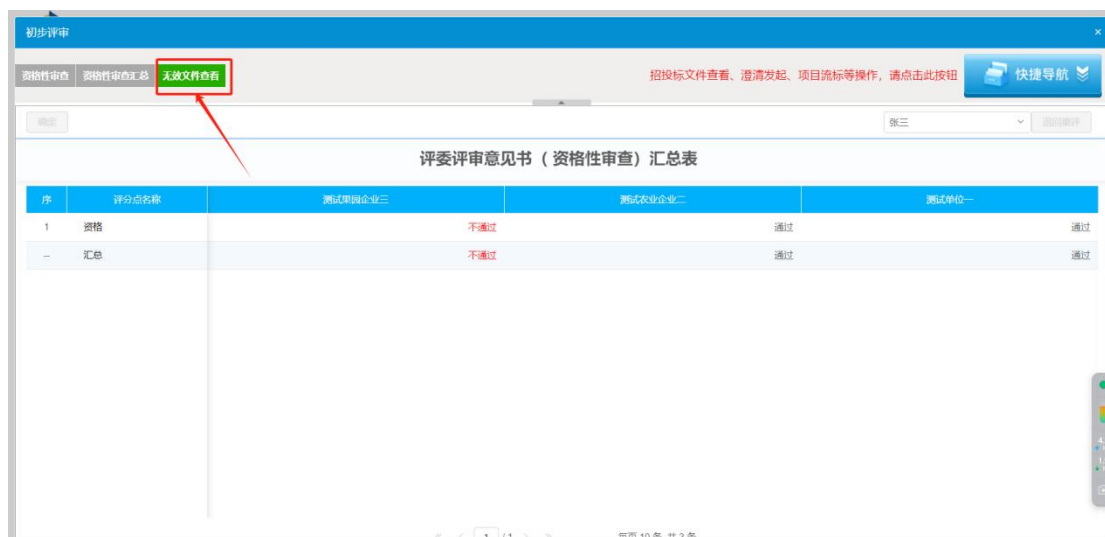 初步评审 ×
资格性审查 资格性审查汇总 无效文件查看 招投标文件查看、澄清发起、项目流标等操作，请点击此按钮 快捷导航
确定 张三 退回重评
评委评审意见书（资格性审查）汇总表
序 评分点名称 测试果园企业三 测试农业企业二 测试单位一
1 资格 不通过 通过 通过
-- 汇总 不通过 通过 通过
1 / 1 每页 10 条, 共 2 条